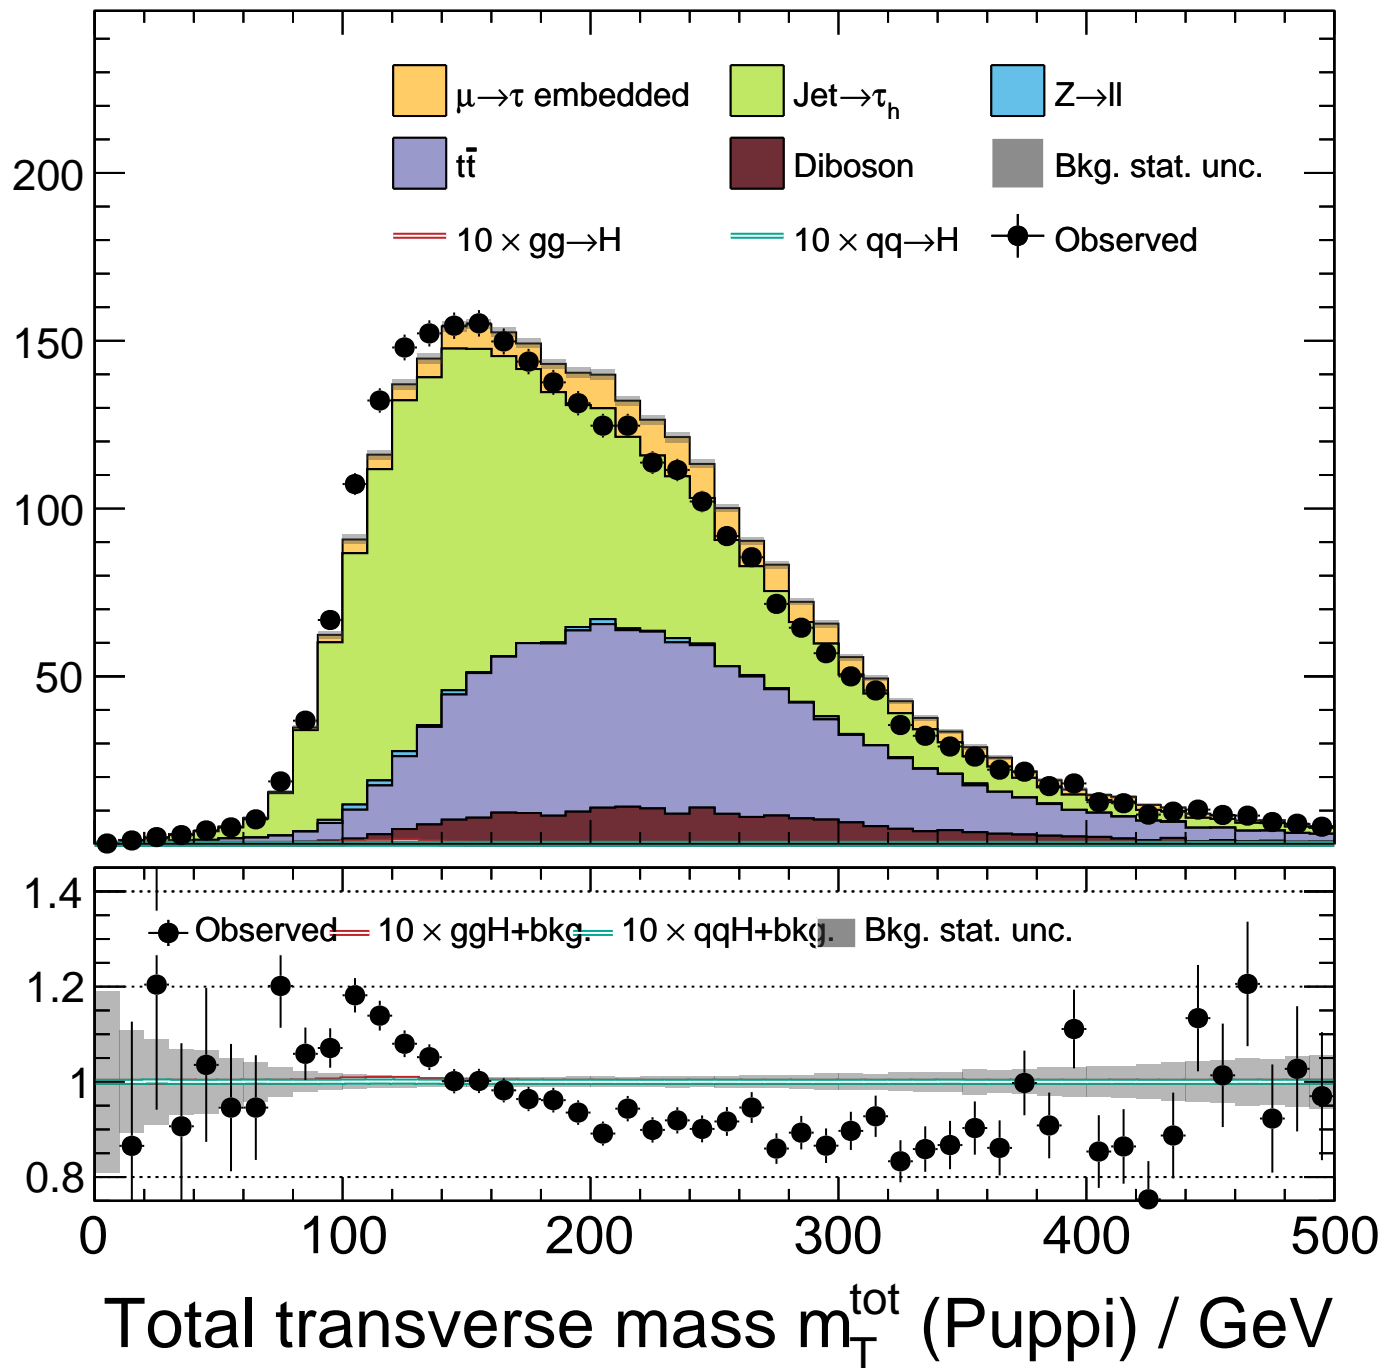 μ→τ embedded Jet→τh Z→ll
tt̄ Diboson Bkg. stat. unc.
10 × gg→H 10 × qq→H Observed
200
150
100
50
1.4
Observed 10 × ggH+bkg. 10 × qqH+bkg. Bkg. stat. unc.
1.2
1
0.8
0 100 200 300 400 500
Total transverse mass m_T^tot (Puppi) / GeV